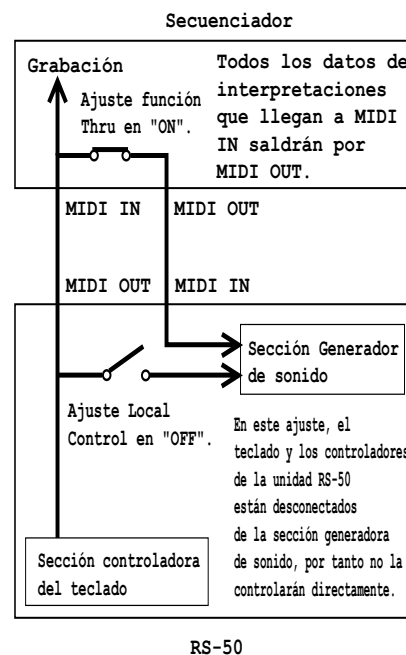 Secuenciador
Grabación
Todos los datos de
interpretaciones
que llegan a MIDI
IN saldrán por
MIDI OUT.
Ajuste función
Thru en "ON".
MIDI IN
MIDI OUT
MIDI OUT
MIDI IN
Sección Generador
de sonido
Ajuste Local
Control en "OFF".
En este ajuste, el
teclado y los controladores
de la unidad RS-50
están desconectados
de la sección generadora
de sonido, por tanto no la
controlarán directamente.
Sección controladora
del teclado
RS-50